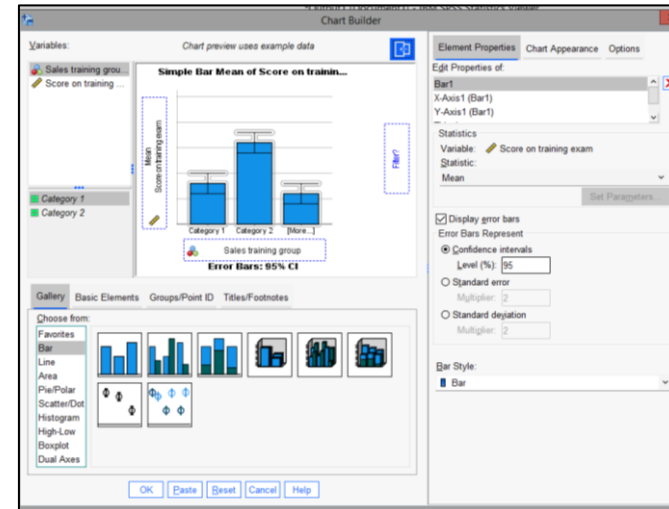 Chart Builder
Variables:
Chart preview uses example data
Sales training grou...
Score on training ...
Simple Bar Mean of Score on trainin...
Mean
Score on training exam
Filter?
Category 1 Category 2 [More...]
Sales training group
Error Bars: 95% CI
Category 1
Category 2
Gallery Basic Elements Groups/Point ID Titles/Footnotes
Choose from:
Favorites
Bar
Line
Area
Pie/Polar
Scatter/Dot
Histogram
High-Low
Boxplot
Dual Axes
OK Paste Reset Cancel Help
Element Properties Chart Appearance Options
Edit Properties of:
Bar1
X-Axis1 (Bar1)
Y-Axis1 (Bar1)
Statistics
Variable: Score on training exam
Statistic:
Mean
Set Parameters...
Display error bars
Error Bars Represent
Confidence intervals
Level (%): 95
Standard error
Multiplier: 2
Standard deviation
Multiplier: 2
Bar Style:
Bar